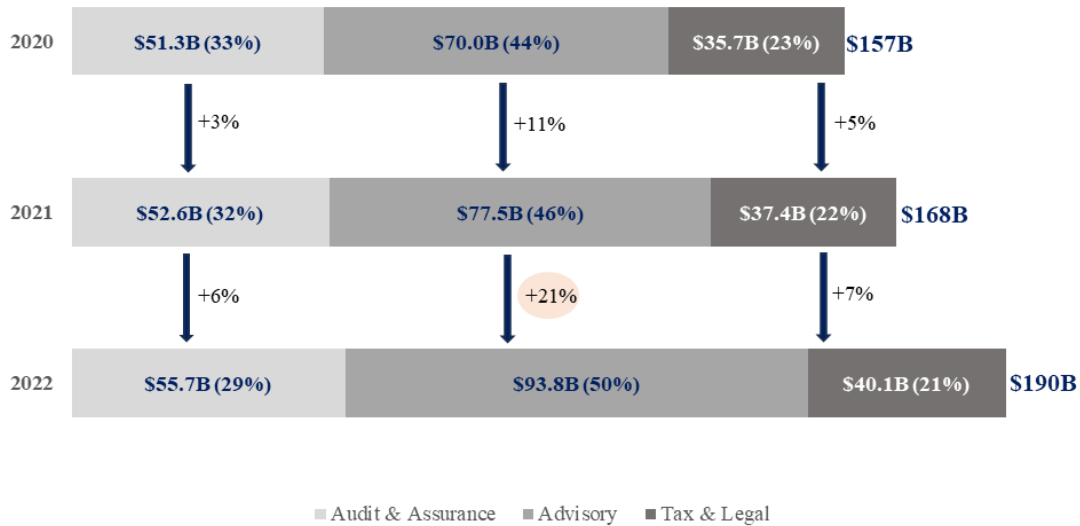 2020 $51.3B (33%) $70.0B (44%) $35.7B (23%) $157B
+3% +11% +5%
2021 $52.6B (32%) $77.5B (46%) $37.4B (22%) $168B
+6% +21% +7%
2022 $55.7B (29%) $93.8B (50%) $40.1B (21%) $190B
Audit & Assurance Advisory Tax & Legal